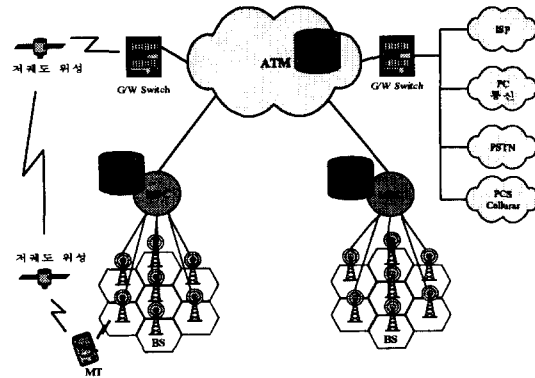 저궤도 위성
G/W Switch
ATM
G/W Switch
ISP
PC
통신
PSTN
PCS
Cellurar
저궤도 위성
MT
BS
BS